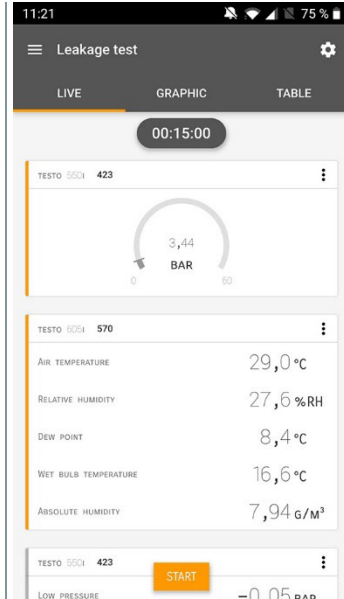 11:21 75 %
Leakage test
LIVE GRAPHIC TABLE
00:15:00
TESTO 550I 423
3,44
BAR
0 60
TESTO 605I 570
AIR TEMPERATURE 29,0 °C
RELATIVE HUMIDITY 27,6 %RH
DEW POINT 8,4 °C
WET BULB TEMPERATURE 16,6 °C
ABSOLUTE HUMIDITY 7,94 G/M³
TESTO 550I 423
START
LOW PRESSURE -0,05 BAR